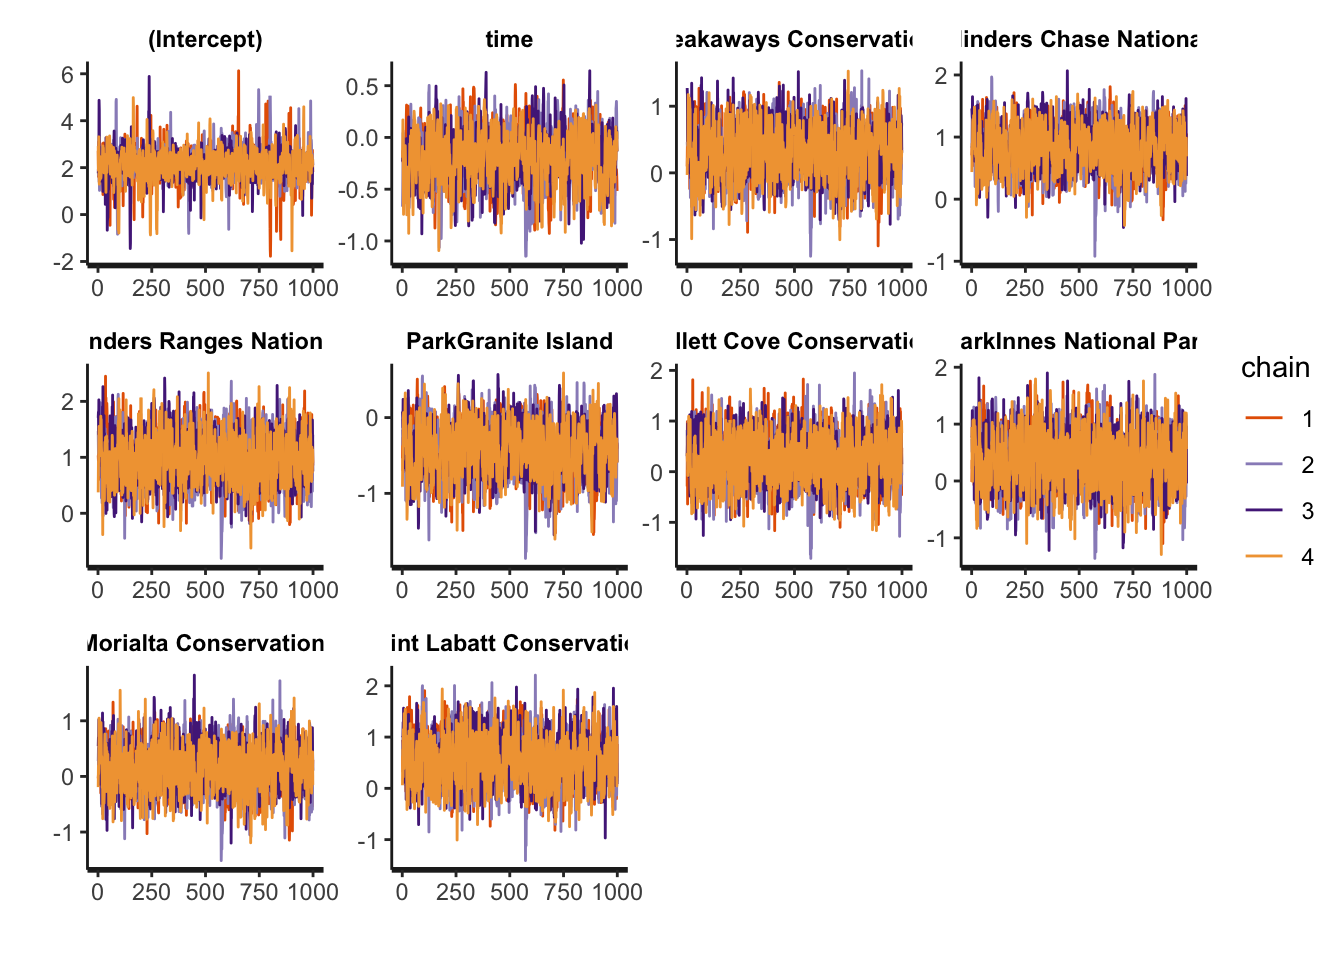 (Intercept)
time
eakaways Conservatio
linders Chase Nationa
6
4
2
0
-2
0 250 500 750 1000
0.5
0.0
-0.5
-1.0
0 250 500 750 1000
1
0
-1
0 250 500 750 1000
2
1
0
-1
0 250 500 750 1000
nders Ranges Nation
ParkGranite Island
llett Cove Conservatio
arkInnes National Par
2
1
0
0 250 500 750 1000
0
-1
0 250 500 750 1000
2
1
0
-1
0 250 500 750 1000
2
1
0
-1
0 250 500 750 1000
Morialta Conservation
int Labatt Conservatio
1
0
-1
0 250 500 750 1000
2
1
0
-1
0 250 500 750 1000
chain
1
2
3
4